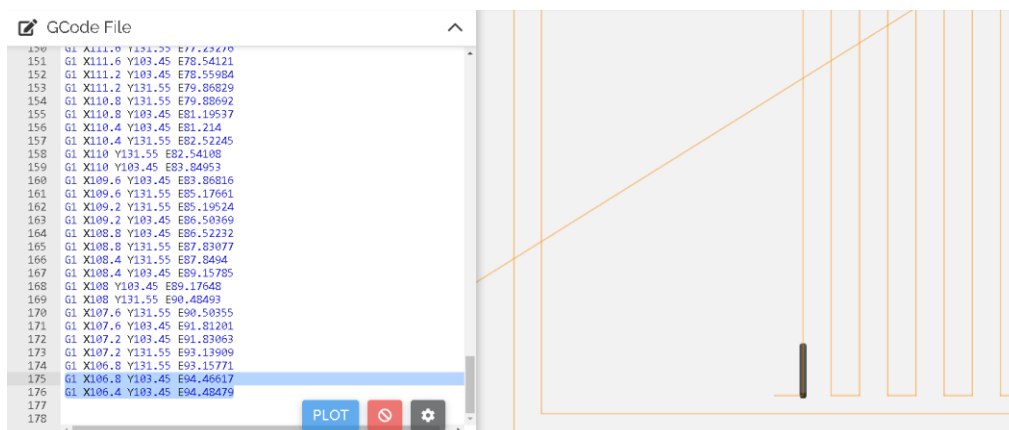 GCode File
150 G1 X111.6 Y131.55 E77.23276
151 G1 X111.6 Y103.45 E78.54121
152 G1 X111.2 Y103.45 E78.55984
153 G1 X111.2 Y131.55 E79.86829
154 G1 X110.8 Y131.55 E79.88692
155 G1 X110.8 Y103.45 E81.19537
156 G1 X110.4 Y103.45 E81.214
157 G1 X110.4 Y131.55 E82.52245
158 G1 X110 Y131.55 E82.54108
159 G1 X110 Y103.45 E83.84953
160 G1 X109.6 Y103.45 E83.86816
161 G1 X109.6 Y131.55 E85.17661
162 G1 X109.2 Y131.55 E85.19524
163 G1 X109.2 Y103.45 E86.50369
164 G1 X108.8 Y103.45 E86.52232
165 G1 X108.8 Y131.55 E87.83077
166 G1 X108.4 Y131.55 E87.8494
167 G1 X108.4 Y103.45 E89.15785
168 G1 X108 Y103.45 E89.17648
169 G1 X108 Y131.55 E90.48493
170 G1 X107.6 Y131.55 E90.50355
171 G1 X107.6 Y103.45 E91.81201
172 G1 X107.2 Y103.45 E91.83063
173 G1 X107.2 Y131.55 E93.13909
174 G1 X106.8 Y131.55 E93.15771
175 G1 X106.8 Y103.45 E94.46617
176 G1 X106.4 Y103.45 E94.48479
177
178
PLOT